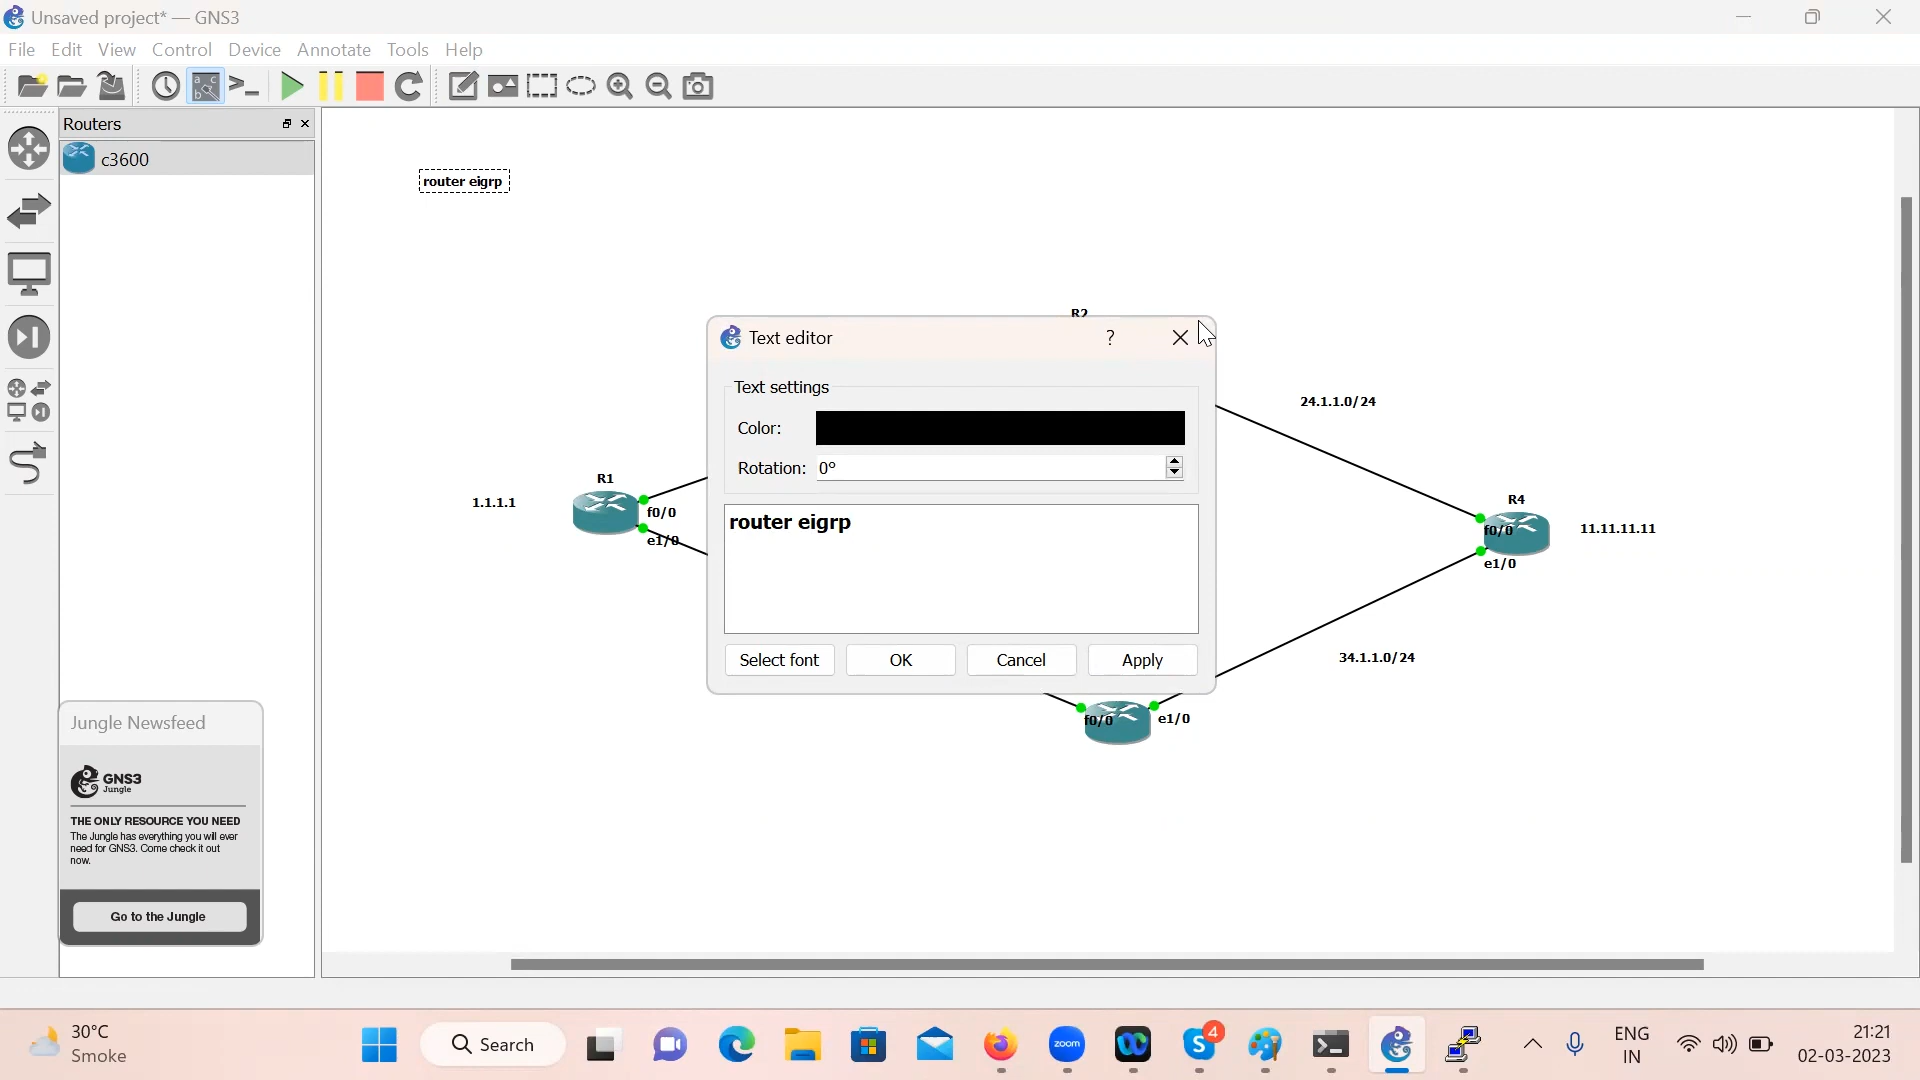 Unsaved project* — GNS3
File Edit View Control Device Annotate Tools Help
Routers
c3600
router eigrp
R2
Text editor
?
Text settings
Color:
Rotation: 0°
router eigrp
Select font OK Cancel Apply
24.1.1.0/24
R1
1.1.1.1
f0/0
e1/0
R4
f0/0
11.11.11.11
e1/0
34.1.1.0/24
f0/0
e1/0
Jungle Newsfeed
GNS3
Jungle
THE ONLY RESOURCE YOU NEED
The Jungle has everything you will ever
need for GNS3. Come check it out
now.
Go to the Jungle
30°C
Smoke
Search
zoom
S
4
ENG
IN
21:21
02-03-2023